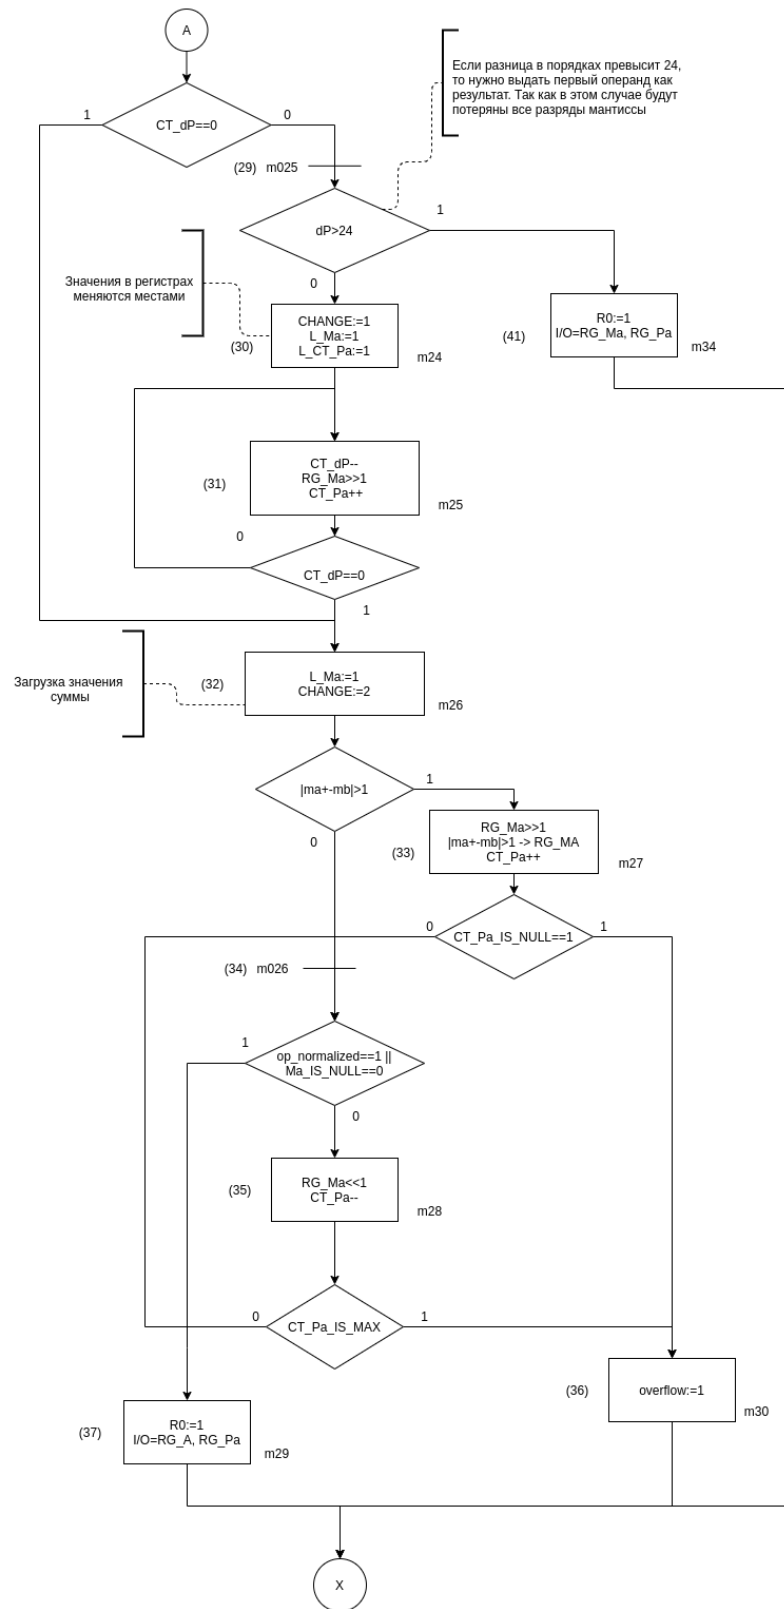 A
Если разница в порядках превысит 24,
то нужно выдать первый операнд как
результат. Так как в этом случае будут
потеряны все разряды мантиссы
1
CT_dP==0
0
(29) m025
dP>24
1
0
Значения в регистрах
меняются местами
CHANGE:=1
L_Ma:=1
L_CT_Pa:=1
(30)
m24
R0:=1
I/O=RG_Ma, RG_Pa
(41)
m34
CT_dP--
RG_Ma>>1
CT_Pa++
(31)
m25
0
CT_dP==0
1
Загрузка значения
суммы
(32)
L_Ma:=1
CHANGE:=2
m26
|ma+-mb|>1
1
0
RG_Ma>>1
|ma+-mb|>1 -> RG_MA
CT_Pa++
(33)
m27
0
CT_Pa_IS_NULL==1
1
(34) m026
1
op_normalized==1 ||
Ma_IS_NULL==0
0
RG_Ma<<1
CT_Pa--
(35)
m28
0
CT_Pa_IS_MAX
1
(36)
overflow:=1
m30
R0:=1
I/O=RG_A, RG_Pa
(37)
m29
X